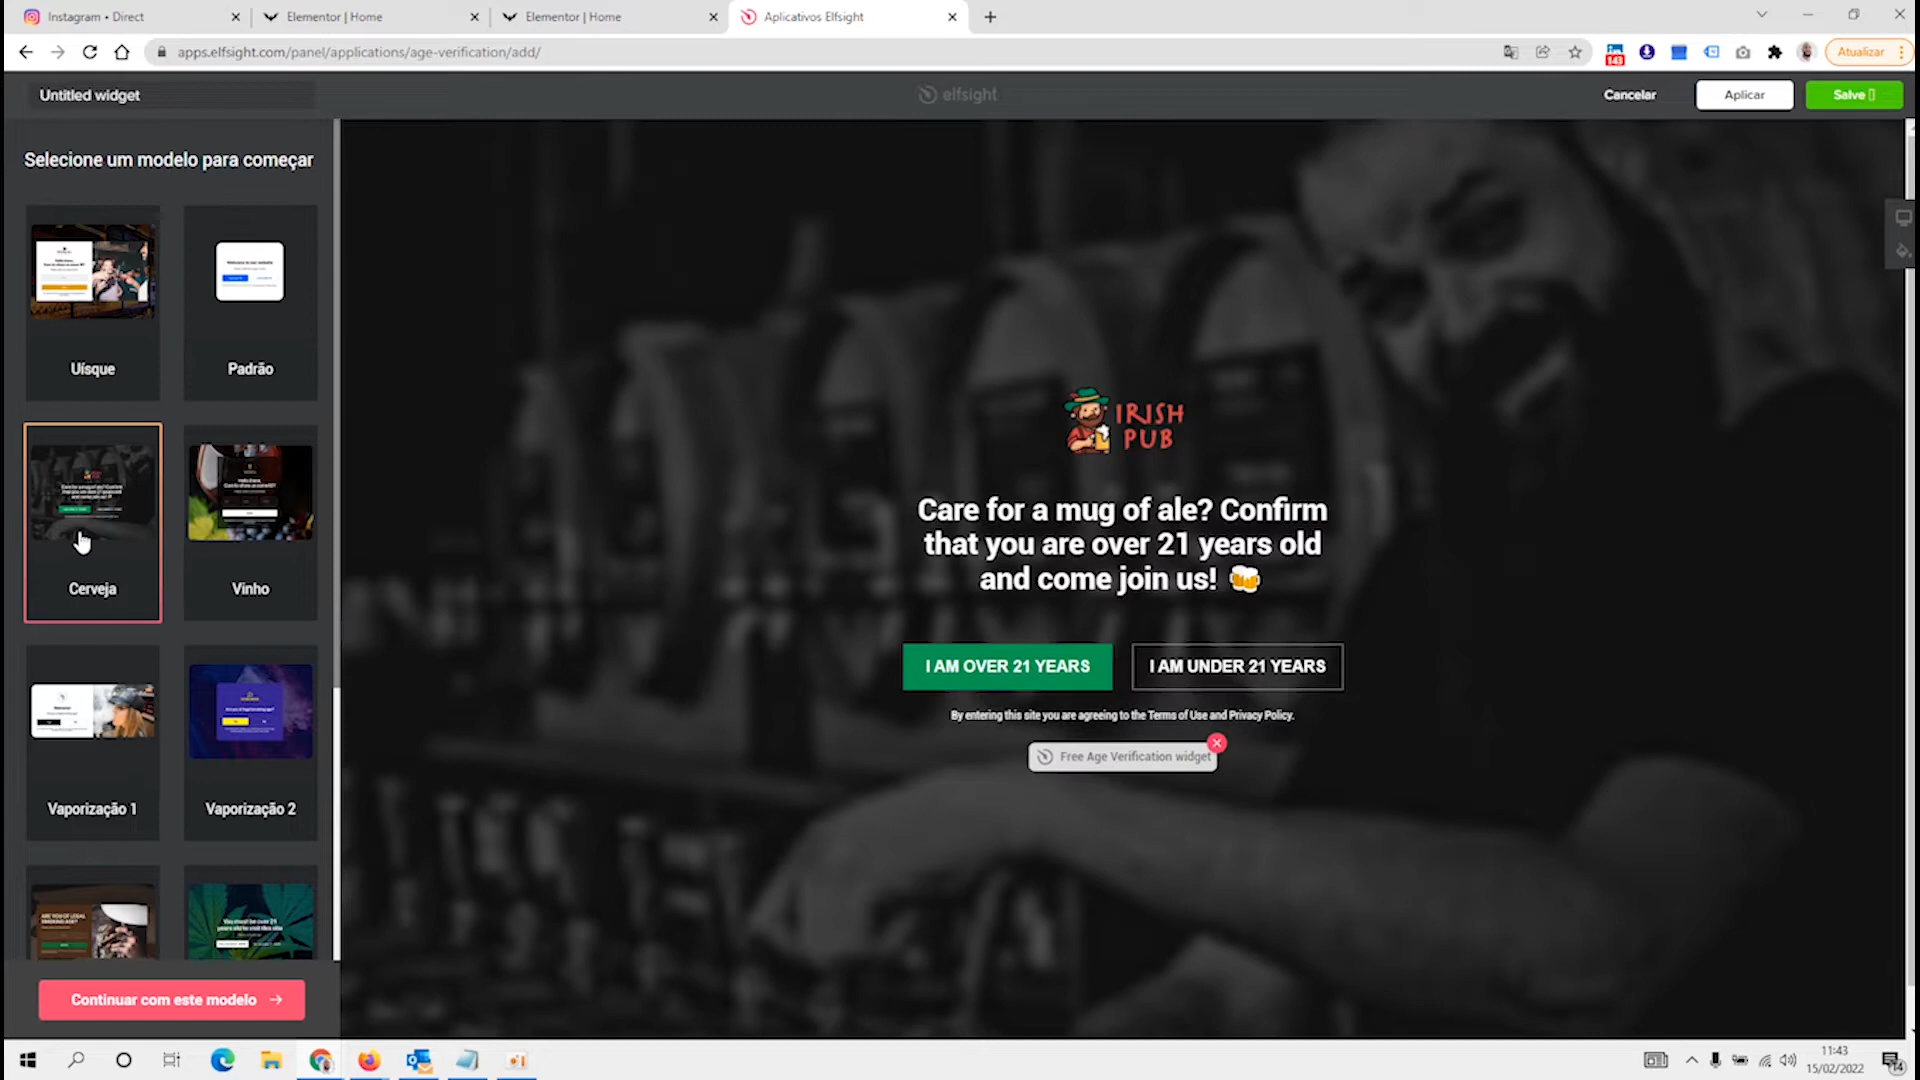 Instagram • Direct
Elementor | Home
Elementor | Home
Aplicativos Elfsight
apps.elfsight.com/panel/applications/age-verification/add/
143
Atualizar
Untitled widget
elfsight
Cancelar
Aplicar
Salve
Selecione um modelo para começar
Uísque
Padrão
Cerveja
Vinho
Vaporização 1
Vaporização 2
Continuar com este modelo
IRISH
PUB
Care for a mug of ale? Confirm
that you are over 21 years old
and come join us! 🍻
I AM OVER 21 YEARS
I AM UNDER 21 YEARS
By entering this site you are agreeing to the Terms of Use and Privacy Policy.
Free Age Verification widget
11:43
15/02/2022
14